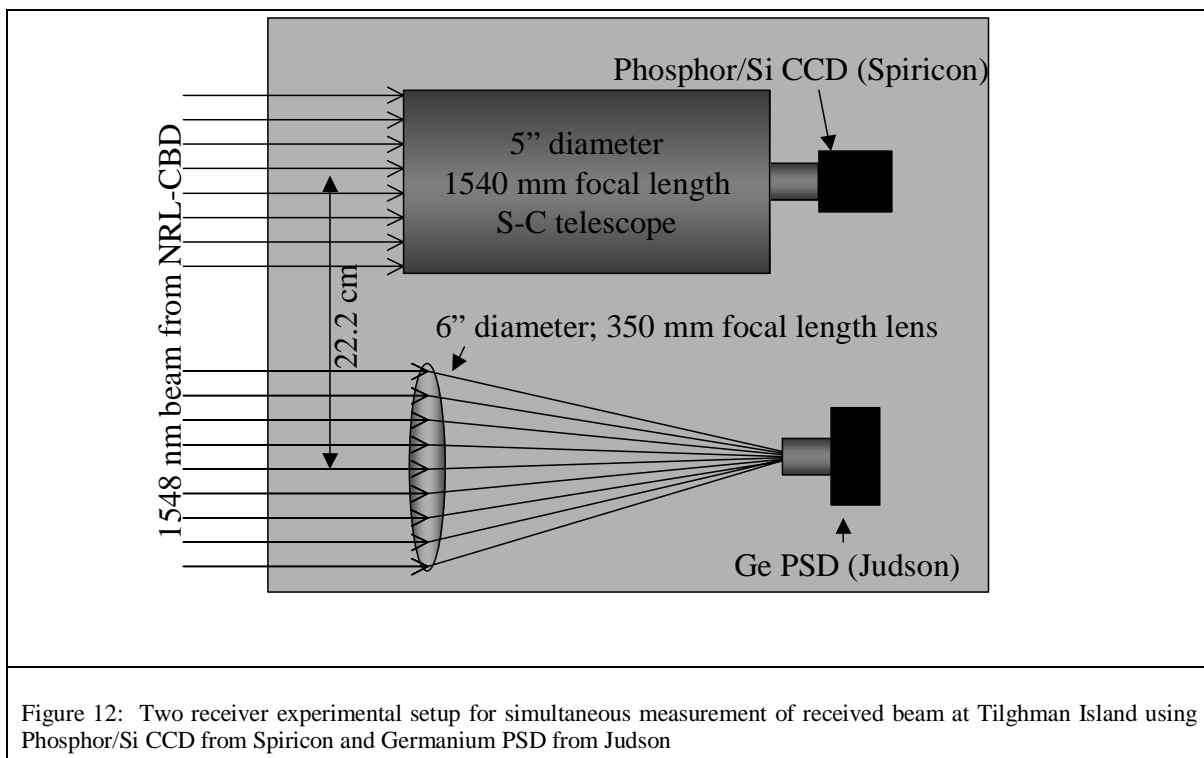 Phosphor/Si CCD (Spiricon)
5” diameter
1540 mm focal length
S-C telescope
1548 nm beam from NRL-CBD
22.2 cm
6” diameter; 350 mm focal length lens
Ge PSD (Judson)
Figure 12: Two receiver experimental setup for simultaneous measurement of received beam at Tilghman Island using
Phosphor/Si CCD from Spiricon and Germanium PSD from Judson